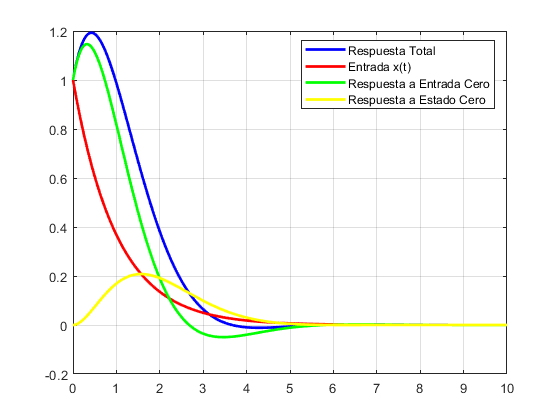 1.2
1
0.8
0.6
0.4
0.2
0
-0.2
Respuesta Total
Entrada x(t)
Respuesta a Entrada Cero
Respuesta a Estado Cero
0 1 2 3 4 5 6 7 8 9 10